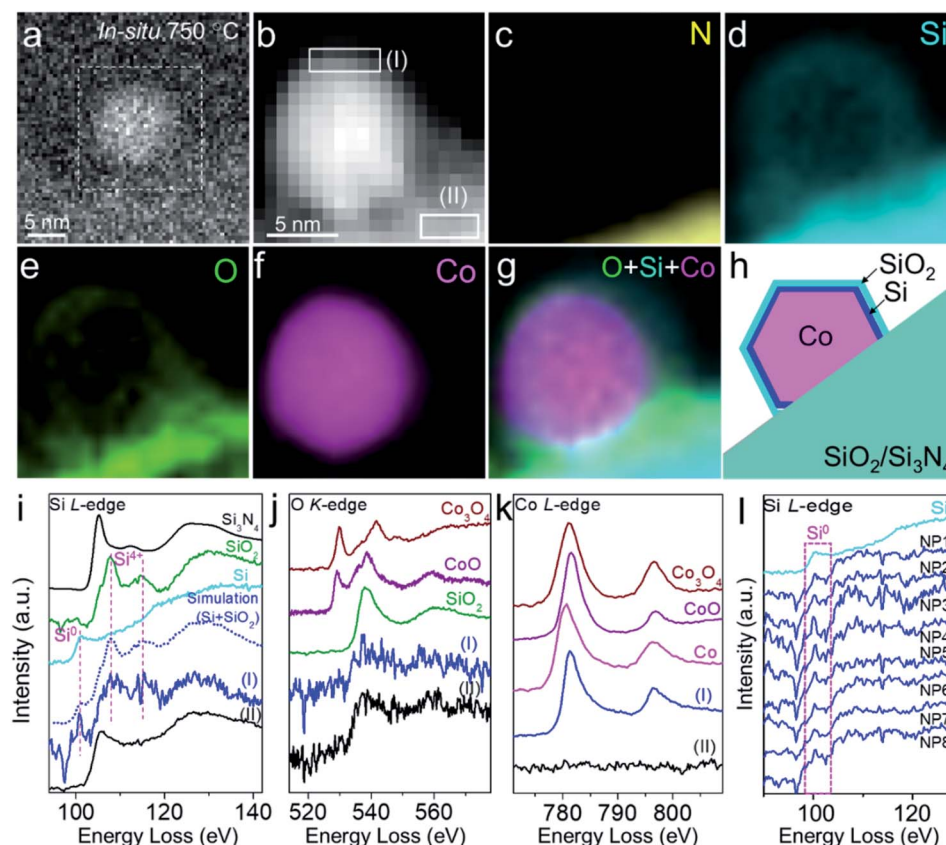 a In-situ 750 °C
5 nm
b
(I)
(II)
5 nm
c N
d Si
e O
f Co
g O+Si+Co
h
SiO2
Si
Co
SiO2/Si3N4
i Si L-edge
Si3N4
Si4+
SiO2
Si
Simulation
(Si+SiO2)
Si0
(I)
(II)
100 120 140
Energy Loss (eV)
Intensity (a.u.)
j O K-edge
Co3O4
CoO
SiO2
(I)
(II)
520 540 560
Energy Loss (eV)
k Co L-edge
Co3O4
CoO
Co
(I)
(II)
780 790 800
Energy Loss (eV)
l Si L-edge
Si
Si0
NP1
NP2
NP3
NP4
NP5
NP6
NP7
NP8
100 120
Energy Loss (eV)
Intensity (a.u.)